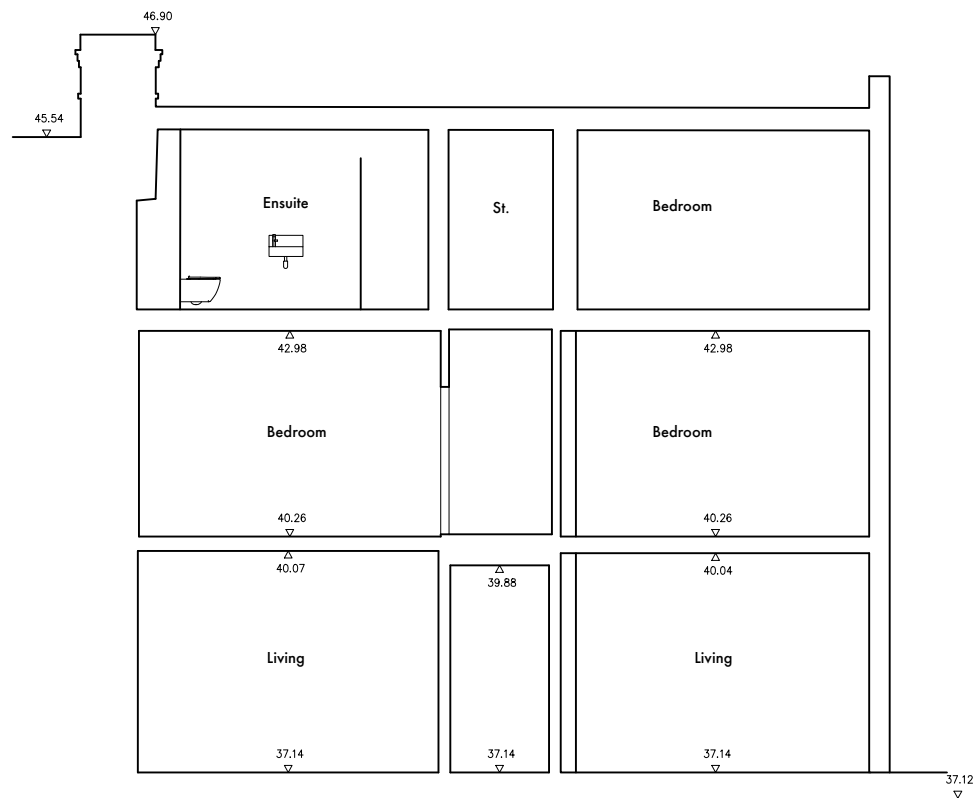 46.90
45.54
Ensuite
St.
Bedroom
42.98
42.98
Bedroom
Bedroom
40.26
40.26
40.07
39.88
40.04
Living
Living
37.14
37.14
37.14
37.12